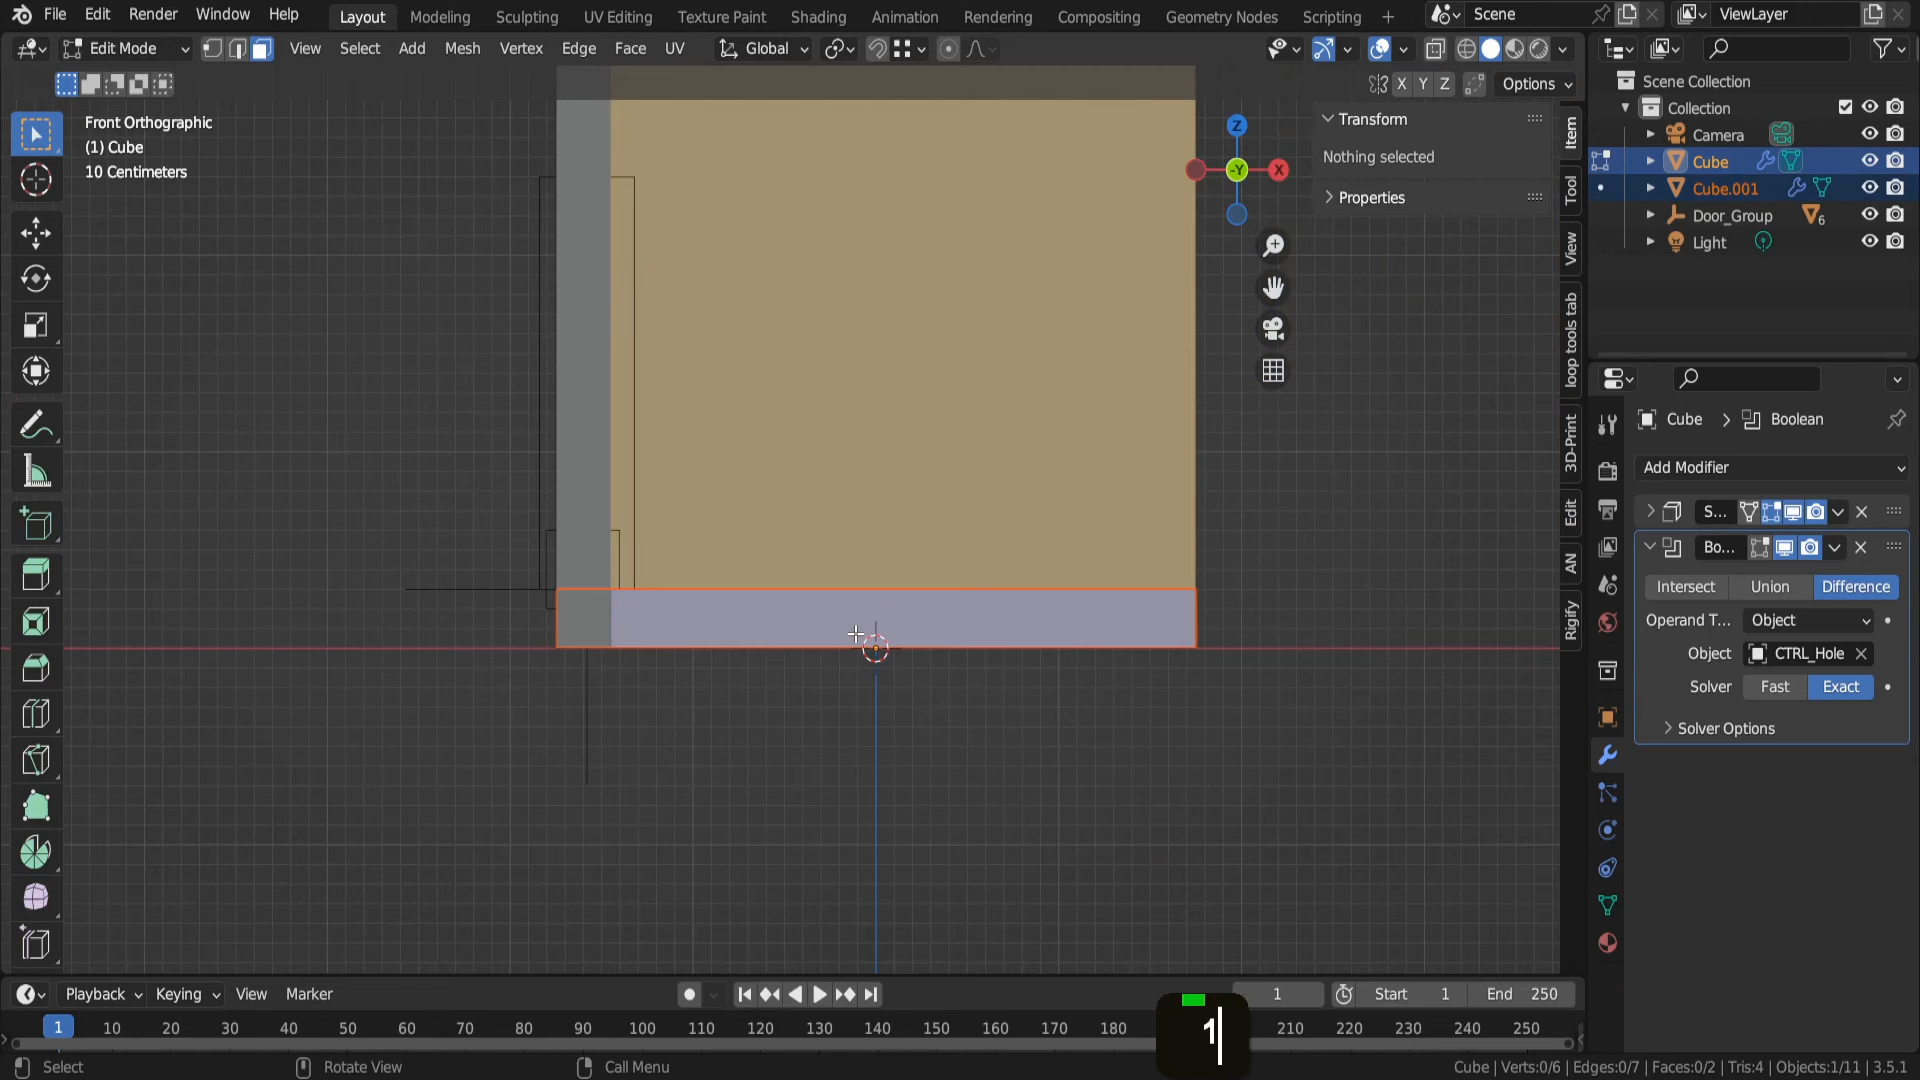 File Edit Render Window Help Layout Modeling Sculpting UV Editing Texture Paint Shading Animation Rendering Compositing Geometry Nodes Scripting + Scene ViewLayer
Edit Mode View Select Add Mesh Vertex Edge Face UV Global
X Y Z Options
Front Orthographic
(1) Cube
10 Centimeters
Z
-Y
X
Transform
Nothing selected
Properties
Item
Tool
View
loop tools tab
3D-Print
Edit
AN
Rigify
Scene Collection
Collection
Camera
Cube
Cube.001
Door_Group 6
Light
Cube > Boolean
Add Modifier
S...
Bo...
Intersect Union Difference
Operand T... Object
Object CTRL_Hole
Solver Fast Exact
Solver Options
Playback Keying View Marker 1 Start 1 End 250
1 10 20 30 40 50 60 70 80 90 100 110 120 130 140 150 160 170 180 210 220 230 240 250
1
Select Rotate View Call Menu Cube | Verts:0/6 | Edges:0/7 | Faces:0/2 | Tris:4 | Objects:1/11 | 3.5.1